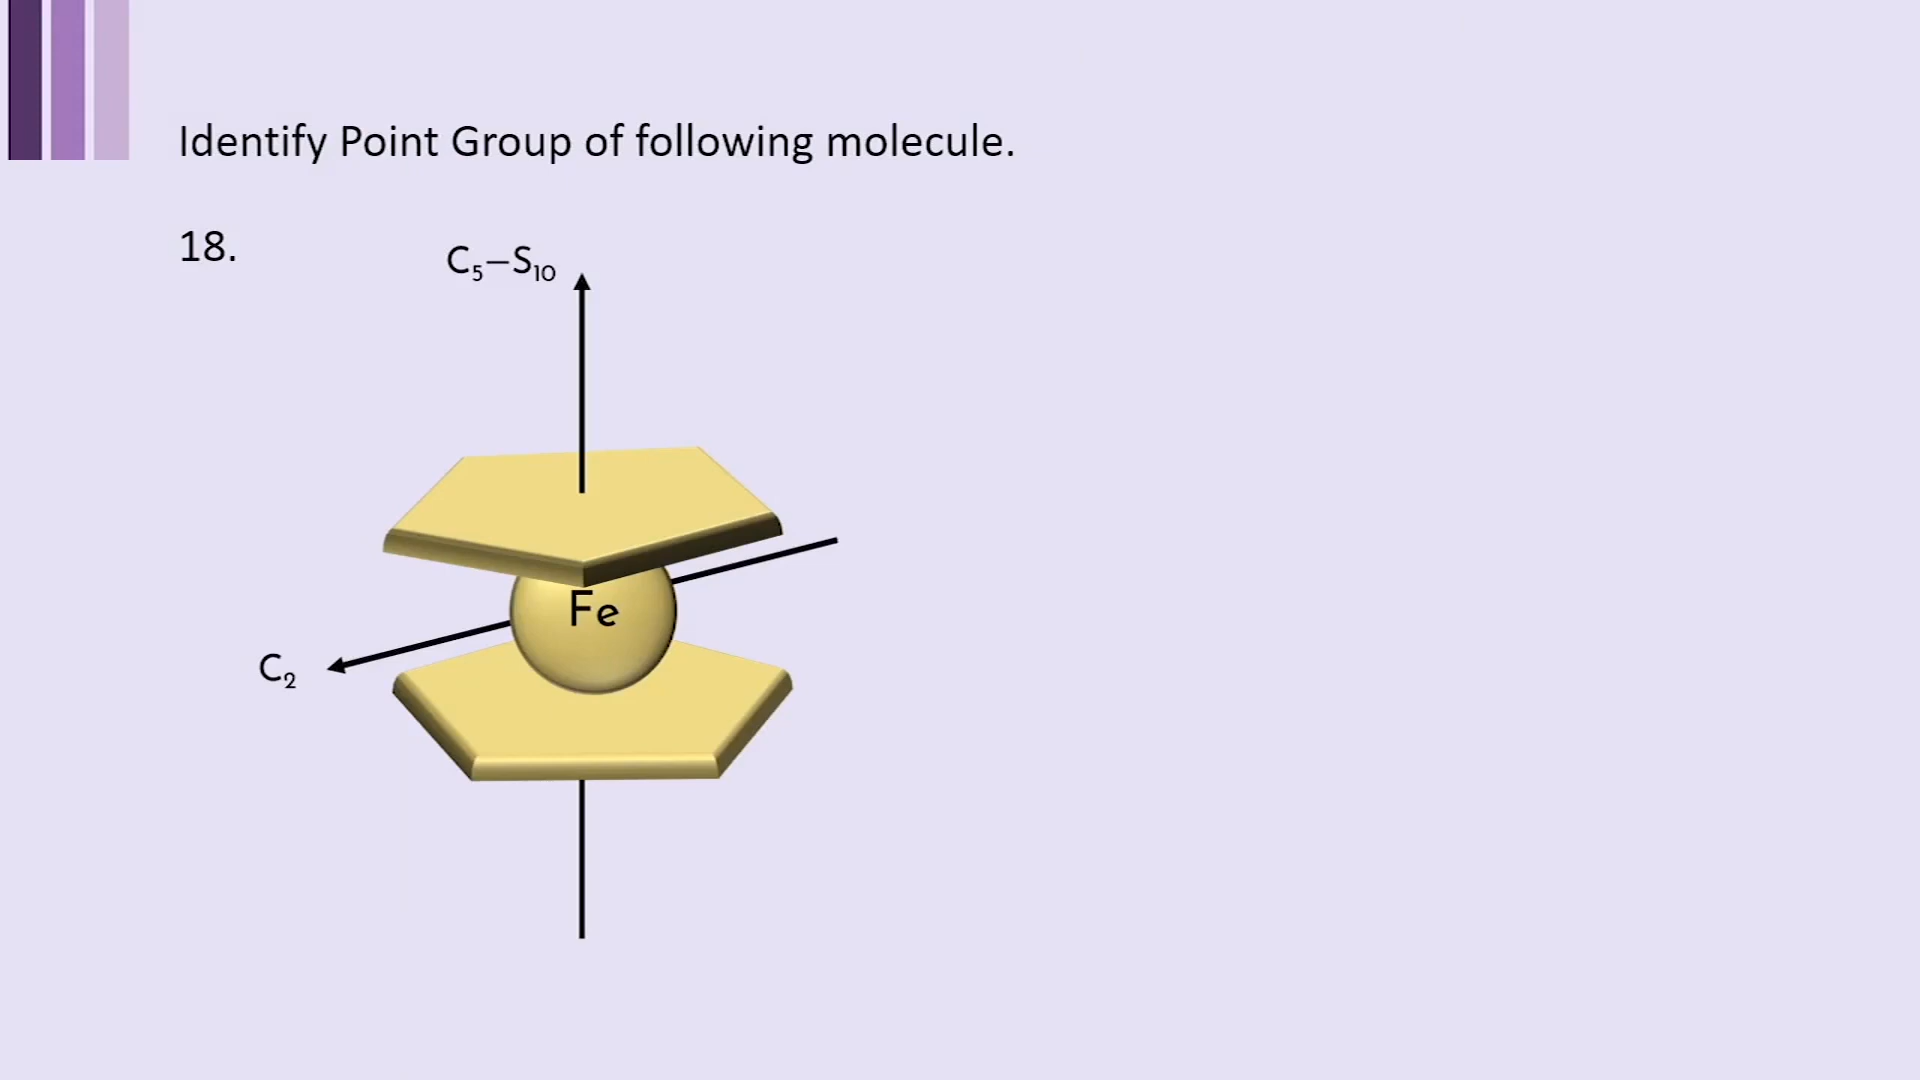 Identify Point Group of following molecule.
18.
C₅–S₁₀
Fe
C₂